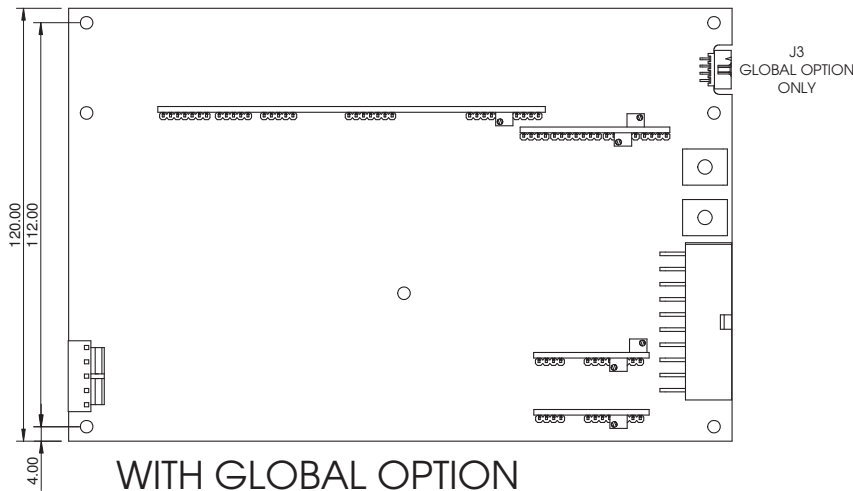 J3
GLOBAL OPTION
ONLY
120.00
112.00
4.00
WITH GLOBAL OPTION